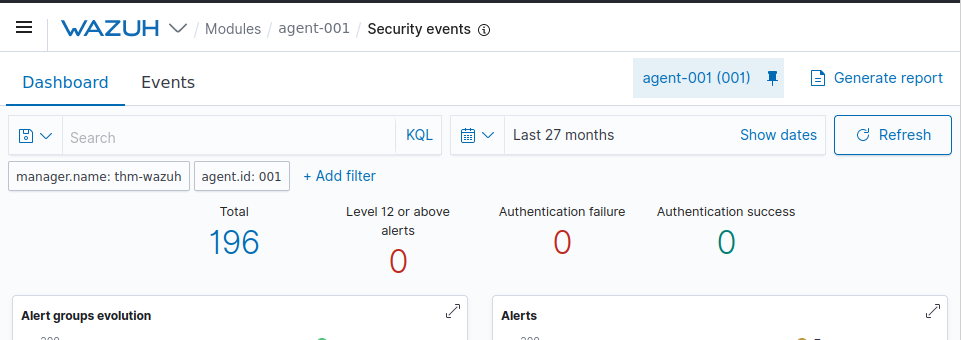 WAZUH / Modules / agent-001 / Security events
Dashboard Events agent-001 (001) Generate report
Search KQL Last 27 months Show dates Refresh
manager.name: thm-wazuh agent.id: 001 + Add filter
Total
196
Level 12 or above
alerts
0
Authentication failure
0
Authentication success
0
Alert groups evolution
Alerts